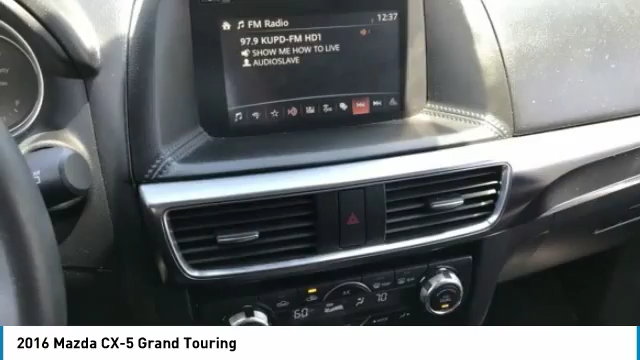 FM Radio 12:37
97.9 KUPD-FM HD1
SHOW ME HOW TO LIVE
AUDIOSLAVE
A/C
60 70
2016 Mazda CX-5 Grand Touring